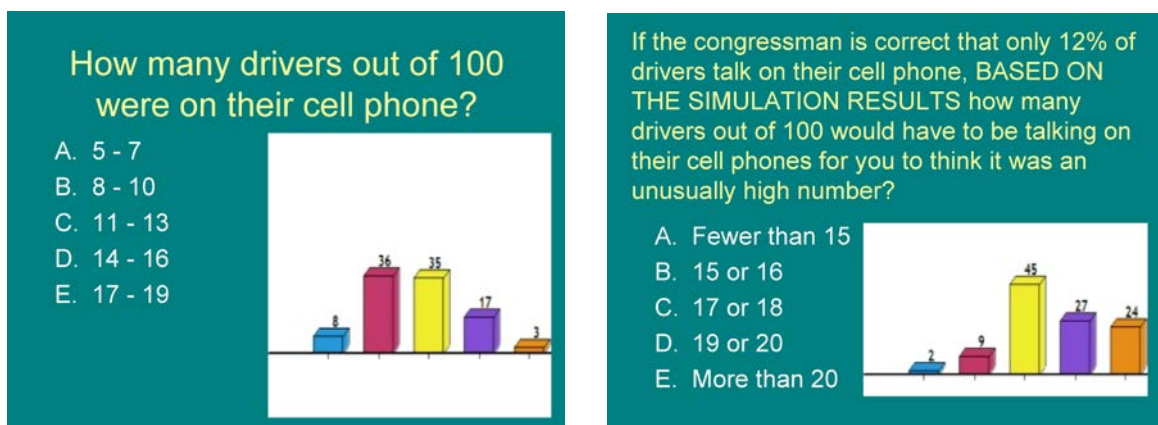 How many drivers out of 100
were on their cell phone?
A. 5 - 7
B. 8 - 10
C. 11 - 13
D. 14 - 16
E. 17 - 19
8
36
35
17
3
If the congressman is correct that only 12% of
drivers talk on their cell phone, BASED ON
THE SIMULATION RESULTS how many
drivers out of 100 would have to be talking on
their cell phones for you to think it was an
unusually high number?
A. Fewer than 15
B. 15 or 16
C. 17 or 18
D. 19 or 20
E. More than 20
2
9
45
27
24